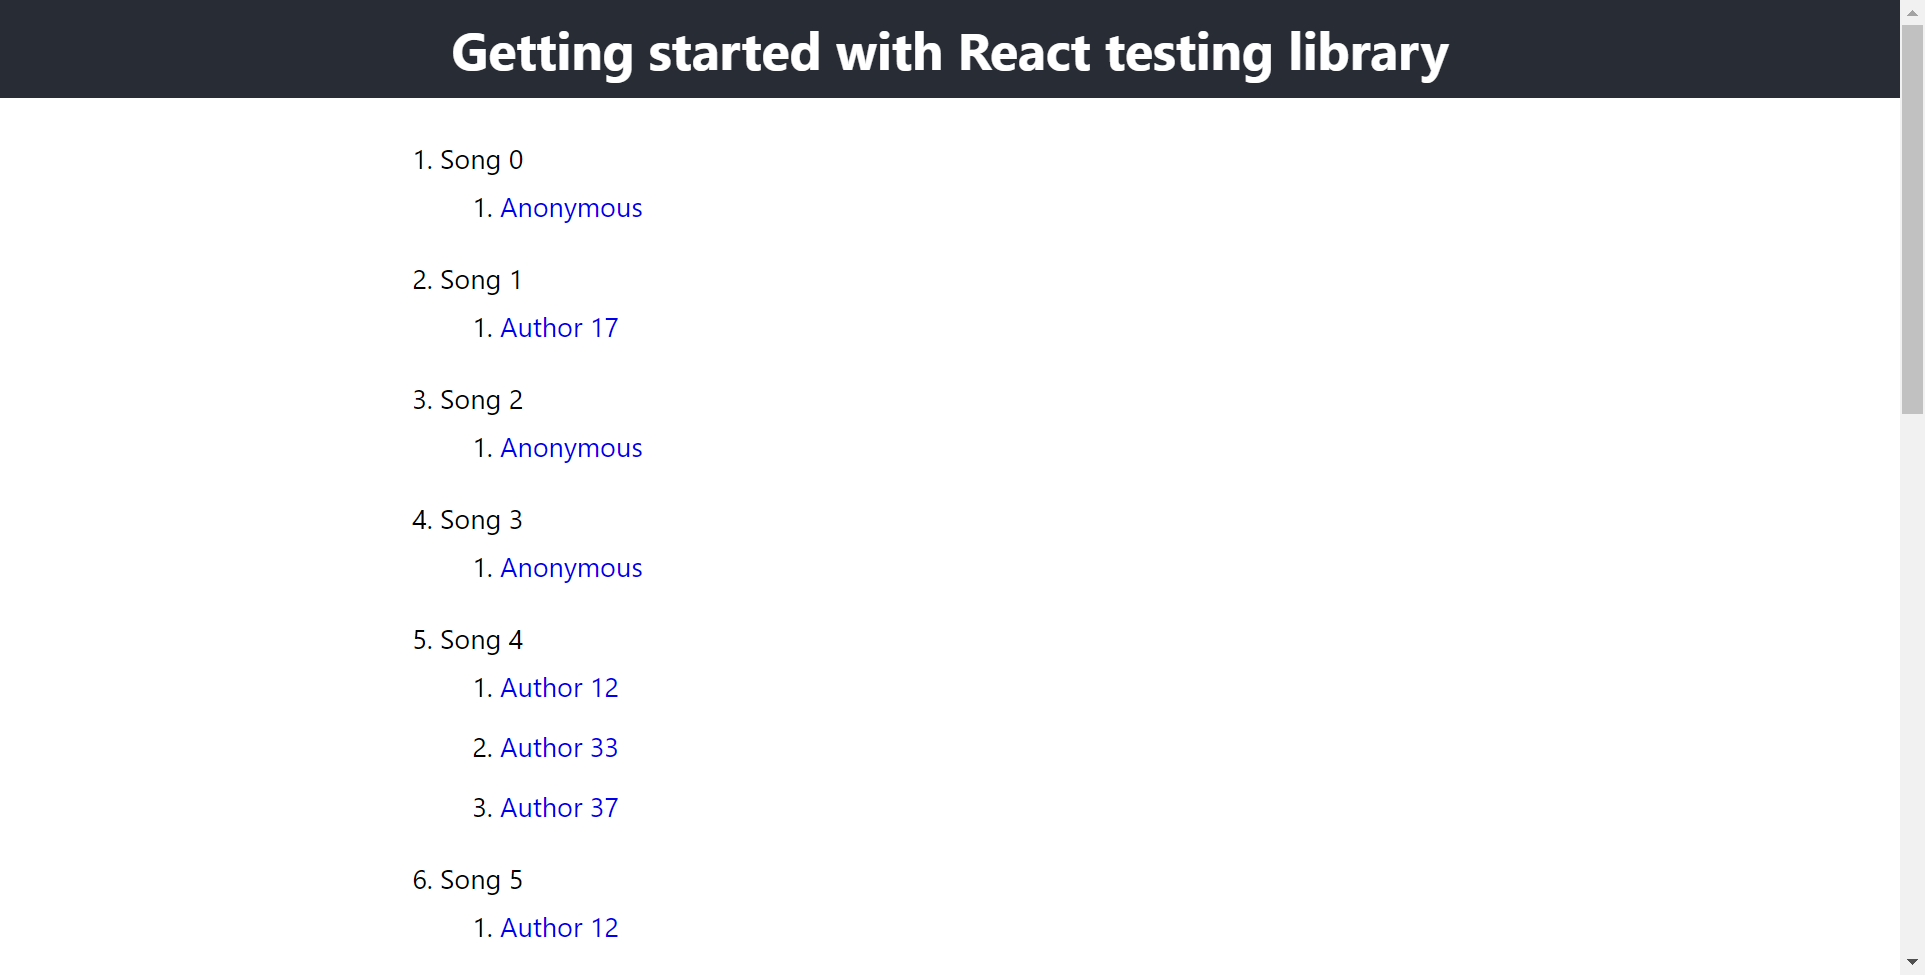 Getting started with React testing library
1. Song 0
1. Anonymous
2. Song 1
1. Author 17
3. Song 2
1. Anonymous
4. Song 3
1. Anonymous
5. Song 4
1. Author 12
2. Author 33
3. Author 37
6. Song 5
1. Author 12